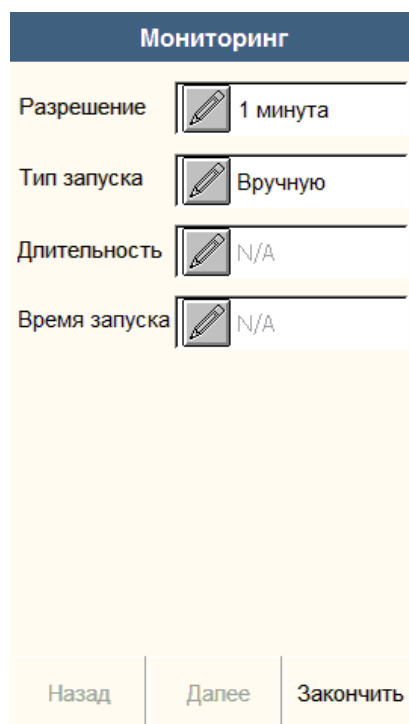 Мониторинг
Разрешение 1 минута
Тип запуска Вручную
Длительность N/A
Время запуска N/A
Назад Далее Закончить